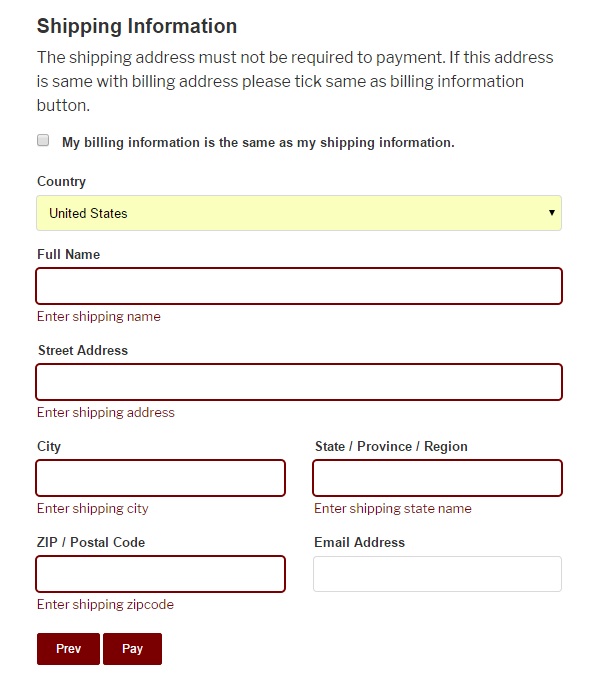 Shipping Information
The shipping address must not be required to payment. If this address
is same with billing address please tick same as billing information
button.
My billing information is the same as my shipping information.
Country
United States
Full Name
Enter shipping name
Street Address
Enter shipping address
City
State / Province / Region
Enter shipping city
Enter shipping state name
ZIP / Postal Code
Email Address
Enter shipping zipcode
Prev
Pay